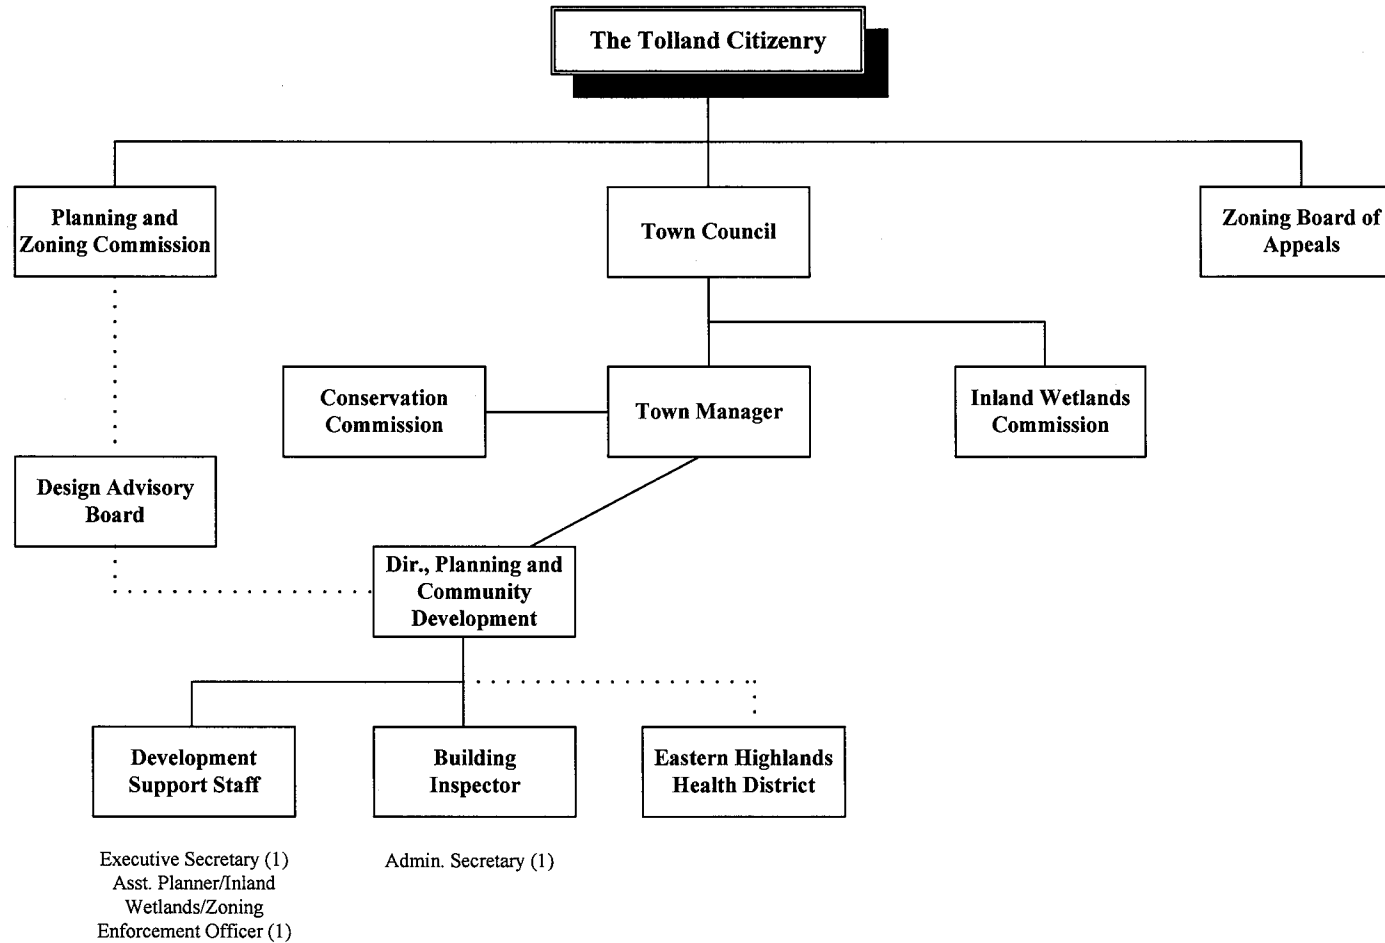 The Tolland Citizenry
Planning and
Zoning Commission
Town Council
Zoning Board of
Appeals
Conservation
Commission
Town Manager
Inland Wetlands
Commission
Design Advisory
Board
Dir., Planning and
Community
Development
Development
Support Staff
Building
Inspector
Eastern Highlands
Health District
Executive Secretary (1)
Asst. Planner/Inland
Wetlands/Zoning
Enforcement Officer (1)
Admin. Secretary (1)